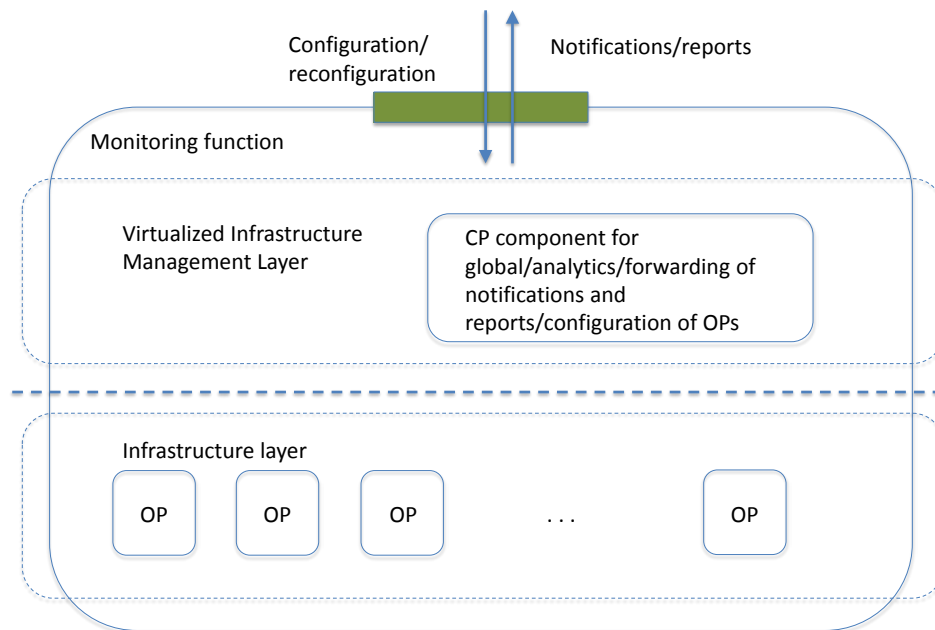 Configuration/
reconfiguration
Notifications/reports
Monitoring function
Virtualized Infrastructure
Management Layer
CP component for
global/analytics/forwarding of
notifications and
reports/configuration of OPs
Infrastructure layer
OP
OP
OP
. . .
OP